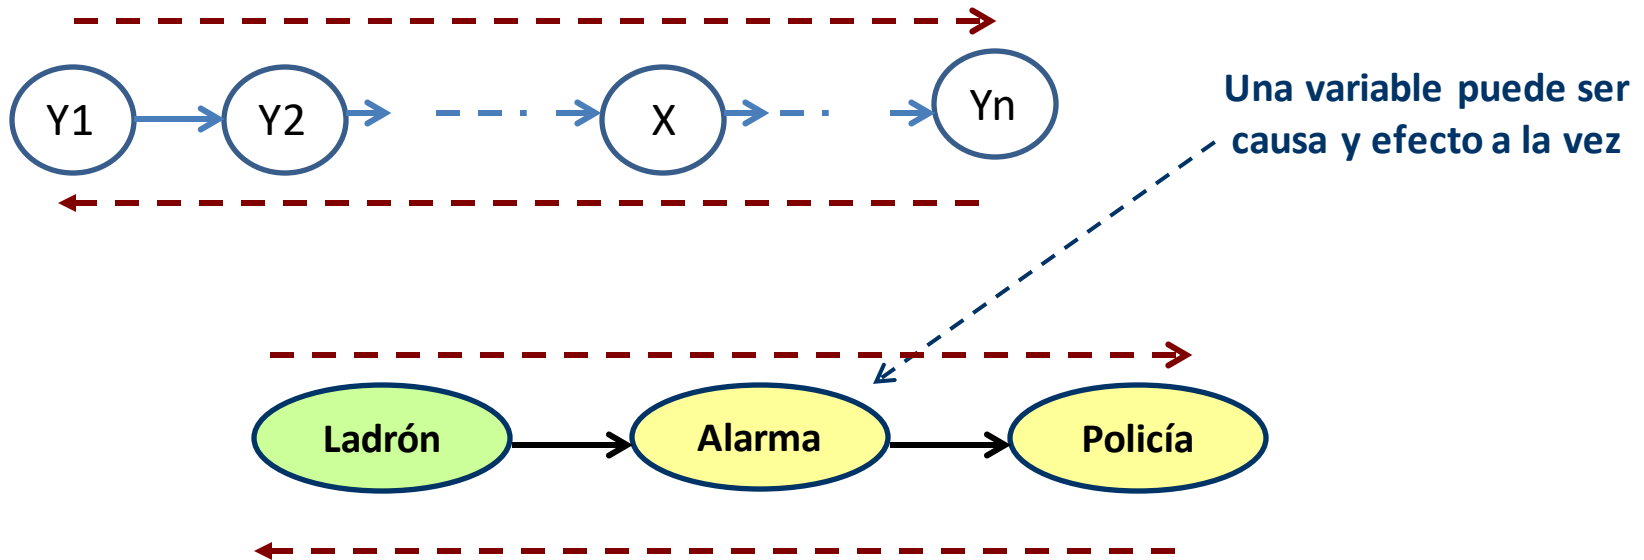 Y1
Y2
X
Yn
Una variable puede ser
causa y efecto a la vez
Ladrón
Alarma
Policía